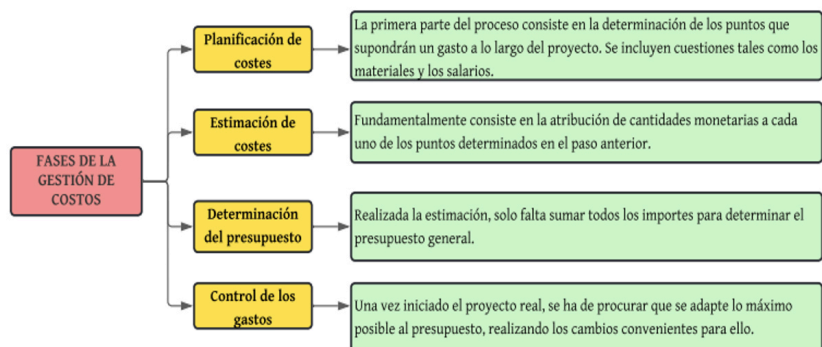 FASES DE LA
GESTIÓN DE
COSTOS
Planificación de
costes
La primera parte del proceso consiste en la determinación de los puntos que
supondrán un gasto a lo largo del proyecto. Se incluyen cuestiones tales como los
materiales y los salarios.
Estimación de
costes
Fundamentalmente consiste en la atribución de cantidades monetarias a cada
uno de los puntos determinados en el paso anterior.
Determinación
del presupuesto
Realizada la estimación, solo falta sumar todos los importes para determinar el
presupuesto general.
Control de los
gastos
Una vez iniciado el proyecto real, se ha de procurar que se adapte lo máximo
posible al presupuesto, realizando los cambios convenientes para ello.